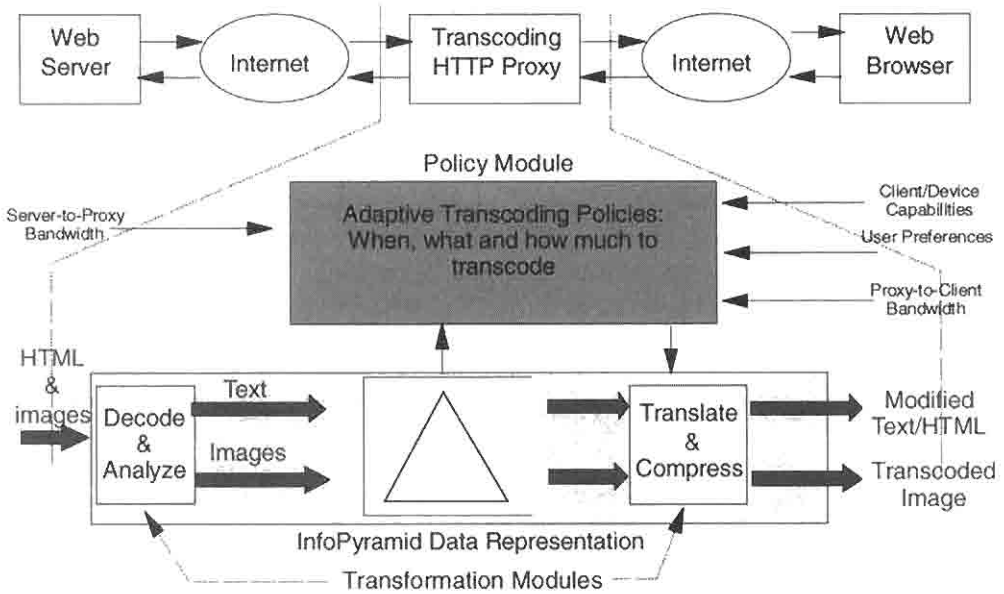 Web
Server
Internet
Transcoding
HTTP Proxy
Internet
Web
Browser
Policy Module
Server-to-Proxy
Bandwidth
Adaptive Transcoding Policies:
When, what and how much to
transcode
Client/Device
Capabilities
User Preferences
Proxy-to-Client
Bandwidth
HTML
&
images
Decode
&
Analyze
Text
Images
Translate
&
Compress
Modified
Text/HTML
Transcoded
Image
InfoPyramid Data Representation
Transformation Modules